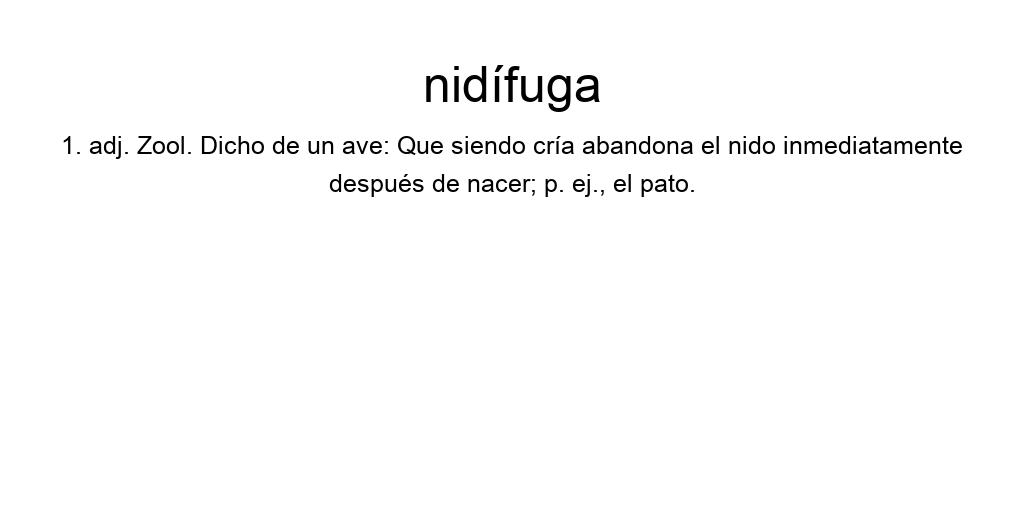 nidífuga
1. adj. Zool. Dicho de un ave: Que siendo cría abandona el nido inmediatamente
después de nacer; p. ej., el pato.